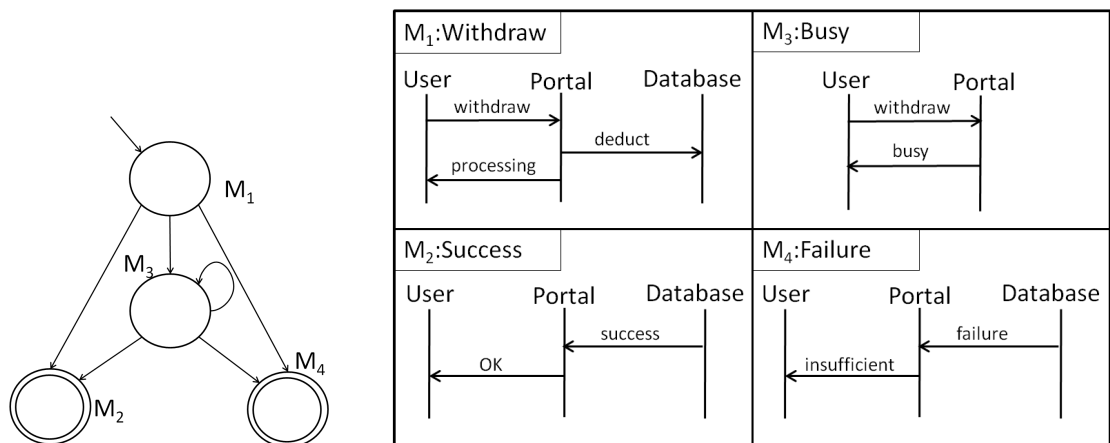 M₁
M₃
M₂
M₄
M₁:Withdraw
User Portal Database
withdraw
deduct
processing
M₃:Busy
User Portal
withdraw
busy
M₂:Success
User Portal Database
success
OK
M₄:Failure
User Portal Database
failure
insufficient